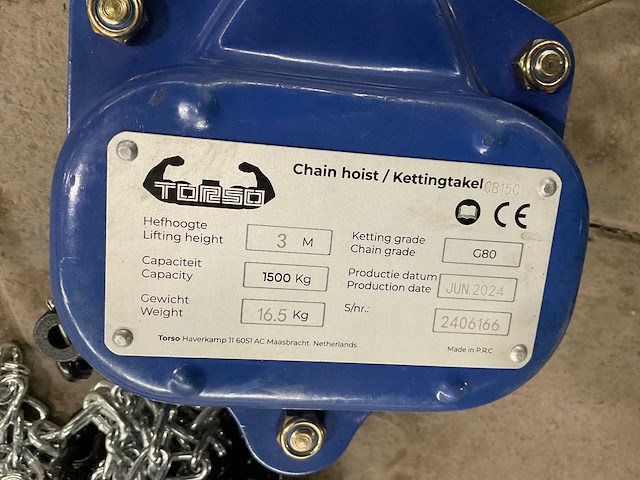 TORSO
Chain hoist / Kettingtakel CB15C
Hefhoogte
Lifting height
3 M
Capaciteit
Capacity
1500 Kg
Gewicht
Weight
16.5 Kg
Ketting grade
Chain grade
G80
Productie datum
Production date
JUN.2024
S/nr.:
2406166
CE
Torso Haverkamp 11 6051 AC Maasbracht Netherlands
Made in P.R.C